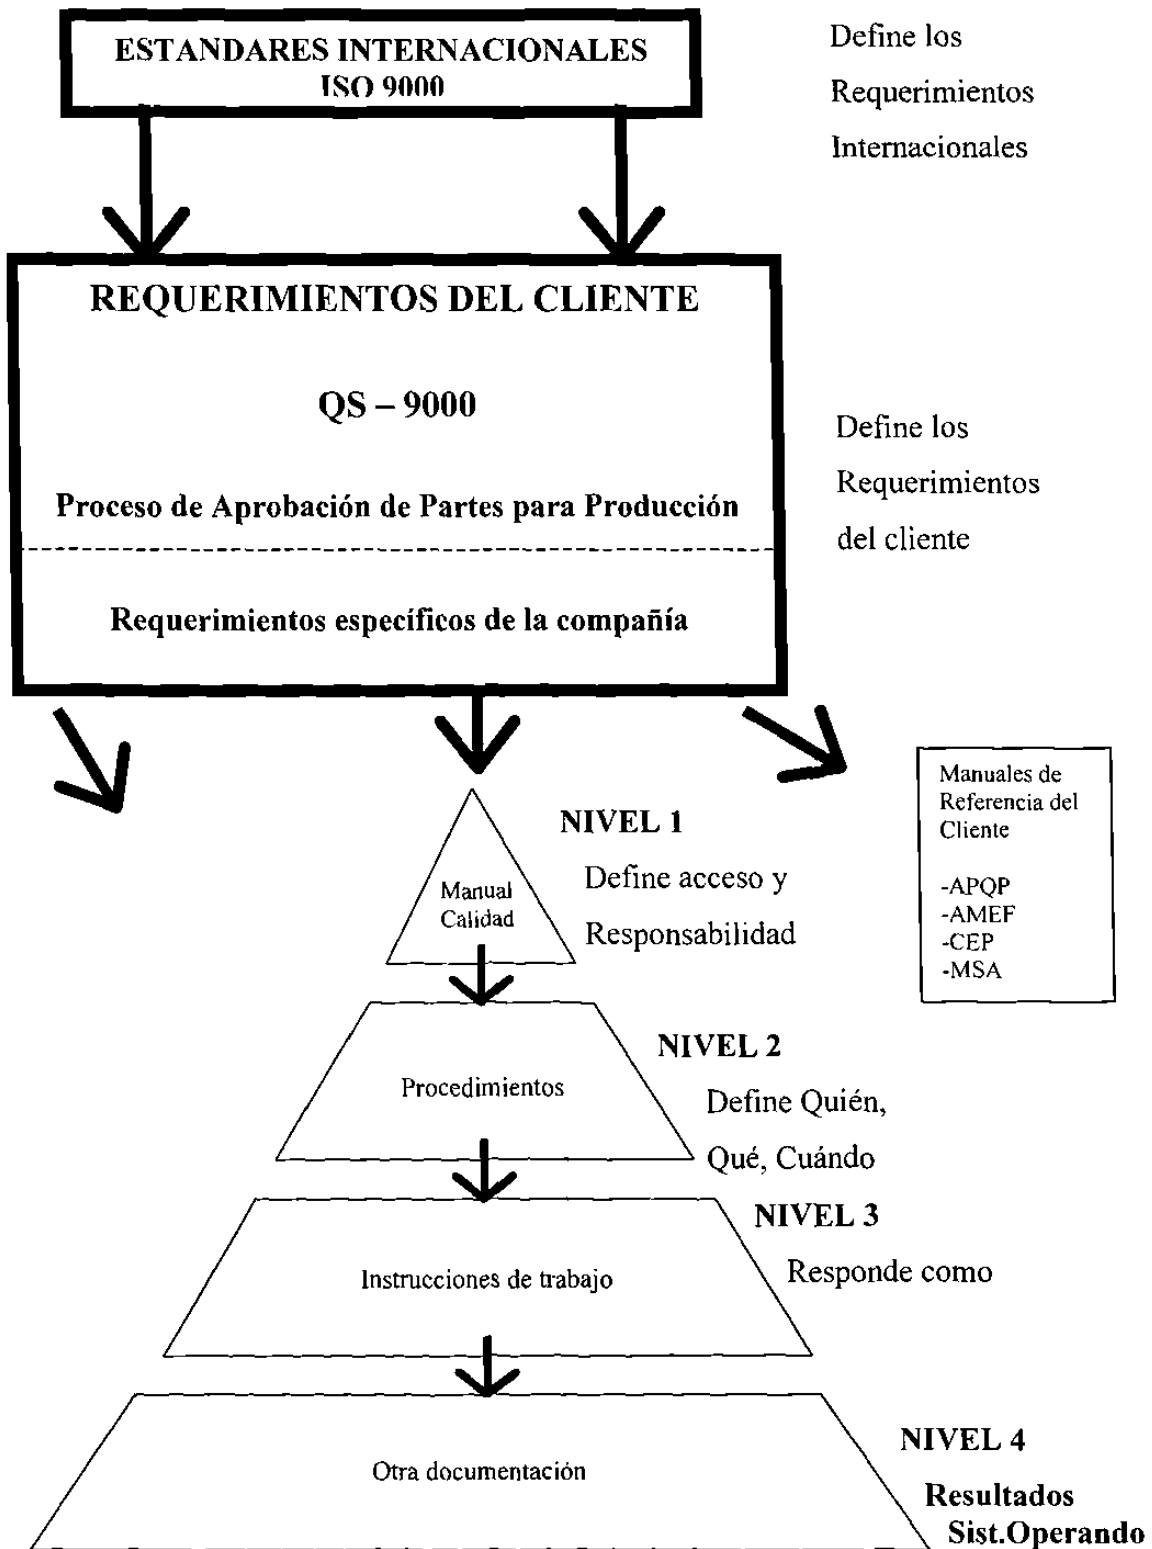 ESTANDARES INTERNACIONALES
ISO 9000
Define los
Requerimientos
Internacionales
REQUERIMIENTOS DEL CLIENTE
QS – 9000
Proceso de Aprobación de Partes para Producción
Requerimientos específicos de la compañía
Define los
Requerimientos
del cliente
Manuales de
Referencia del
Cliente
-APQP
-AMEF
-CEP
-MSA
Manual
Calidad
NIVEL 1
Define acceso y
Responsabilidad
Procedimientos
NIVEL 2
Define Quién,
Qué, Cuándo
Instrucciones de trabajo
NIVEL 3
Responde como
Otra documentación
NIVEL 4
Resultados
Sist.Operando